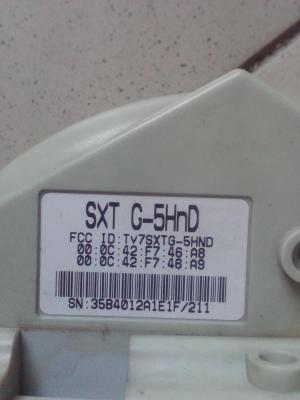 SXT G-5HnD
FCC ID:Tv7SXTG-5HND
00:0C:42:F7:46:A8
00:0C:42:F7:46:A9
SN:35B4012A1E1F/211